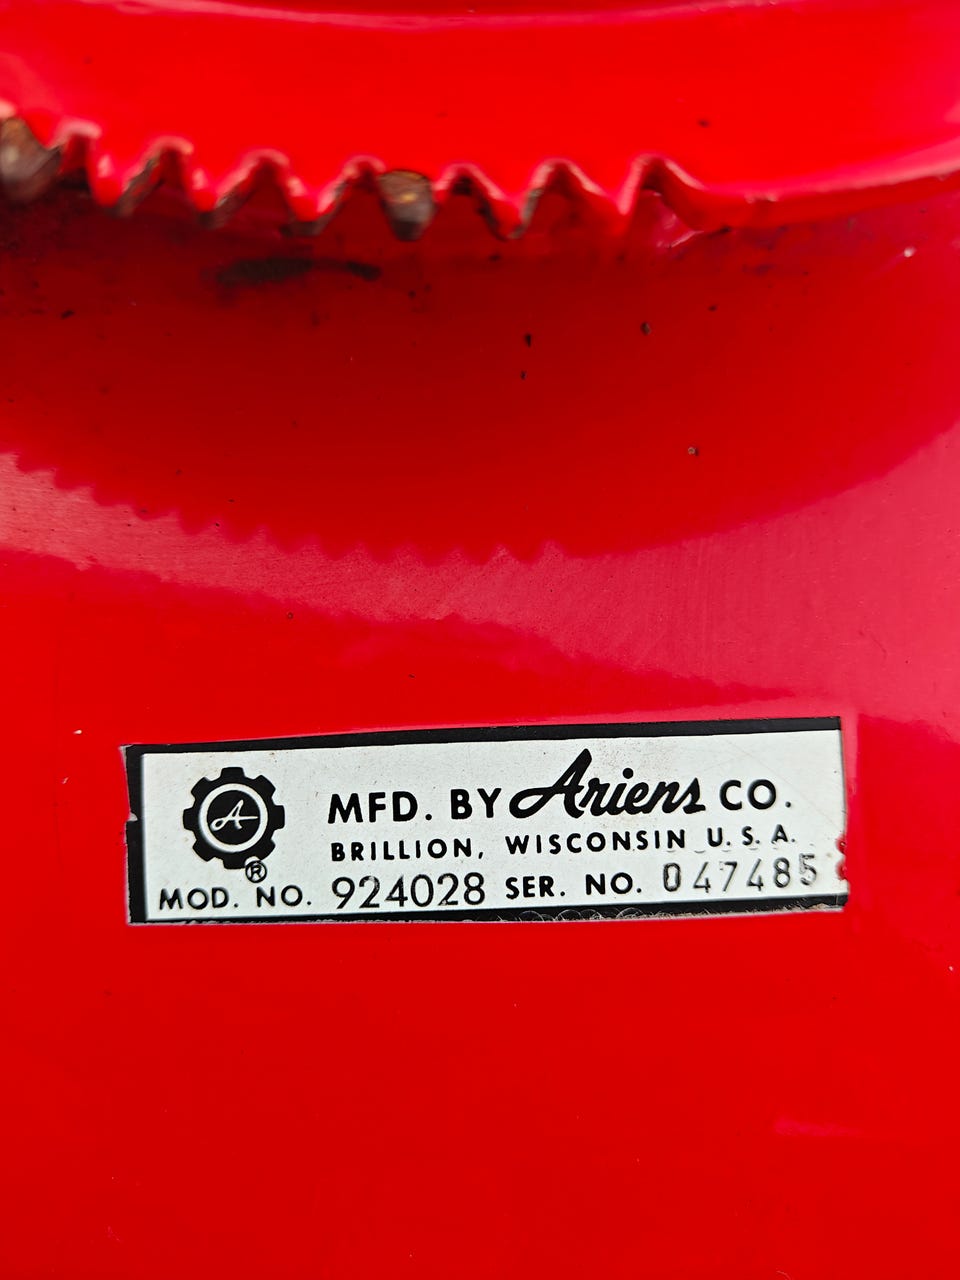 A
®
MFD. BY Ariens CO.
BRILLION, WISCONSIN U. S. A.
MOD. NO. 924028 SER. NO. 047485